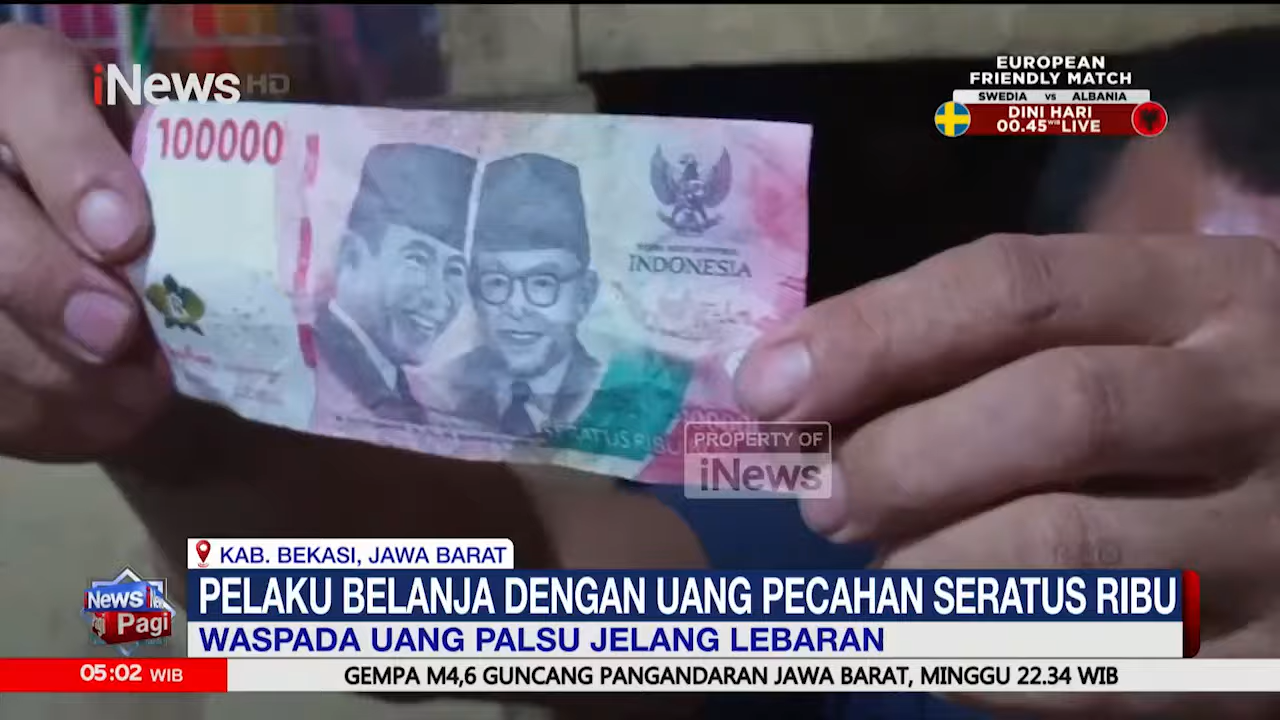 iNews HD
EUROPEAN
FRIENDLY MATCH
SWEDIA VS ALBANIA
DINI HARI
00.45 WIB LIVE
100000
INDONESIA
SERATUS RIBU
PROPERTY OF
iNews
KAB. BEKASI, JAWA BARAT
PELAKU BELANJA DENGAN UANG PECAHAN SERATUS RIBU
WASPADA UANG PALSU JELANG LEBARAN
News
Pagi
05:02 WIB
GEMPA M4,6 GUNCANG PANGANDARAN JAWA BARAT, MINGGU 22.34 WIB